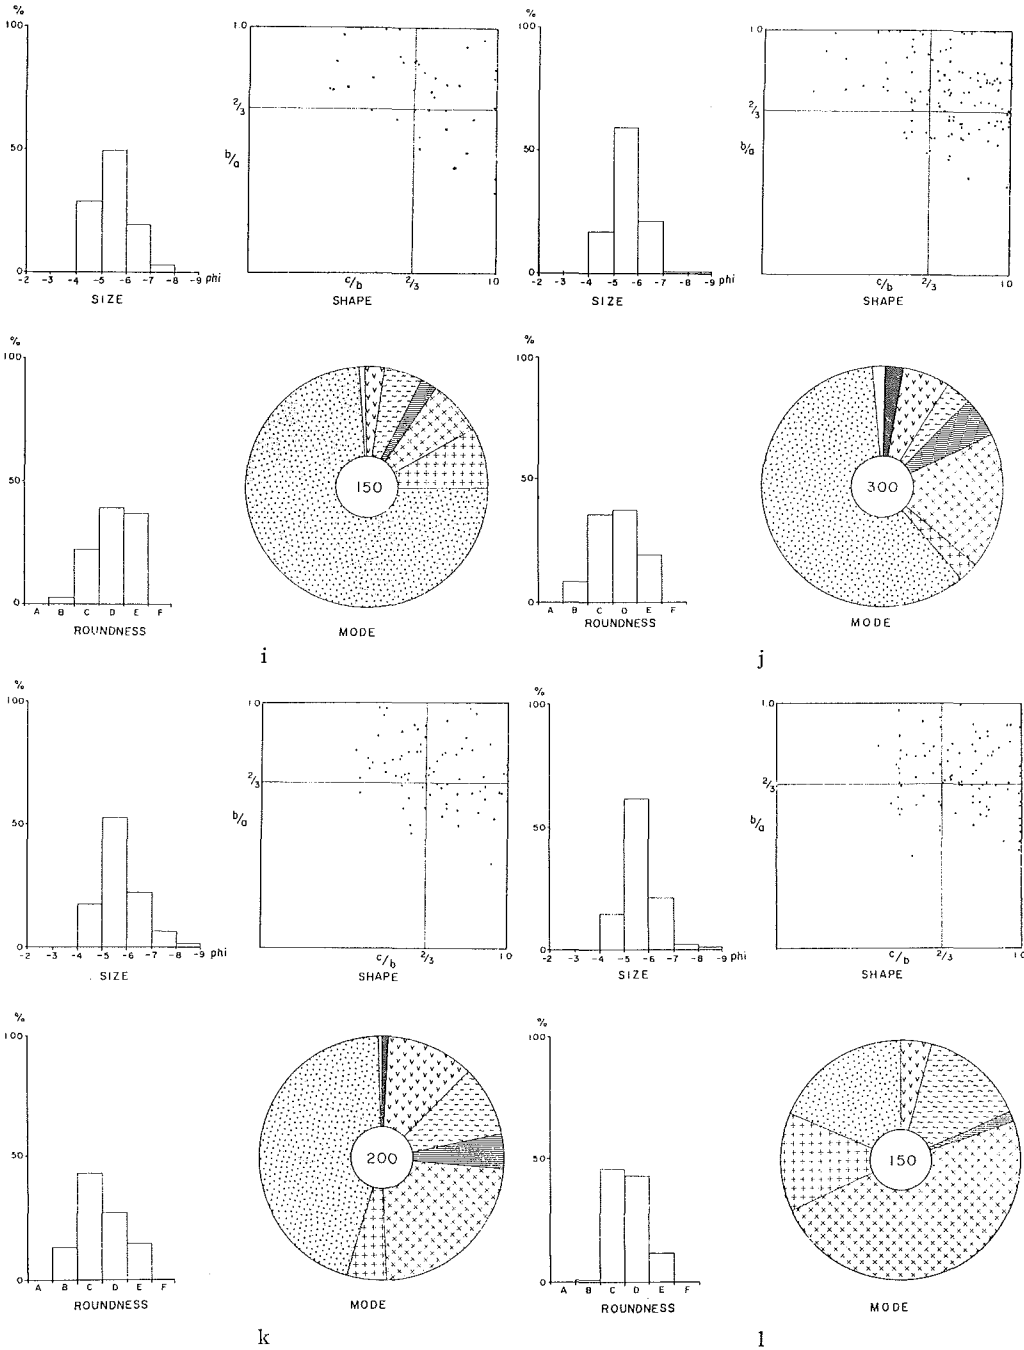 %
100
50
0
-2 -3 -4 -5 -6 -7 -8 -9 phi
SIZE
1.0
2/3
b/a
c/b 2/3 1.0
SHAPE
%
100
50
0
-2 -3 -4 -5 -6 -7 -8 -9 phi
SIZE
1.0
2/3
b/a
c/b 2/3 1.0
SHAPE
%
100
50
0
A B C D E F
ROUNDNESS
150
MODE
%
100
50
0
A B C D E F
ROUNDNESS
300
MODE
i
j
%
100
50
0
-2 -3 -4 -5 -6 -7 -8 -9 phi
SIZE
1.0
2/3
b/a
c/b 2/3 1.0
SHAPE
%
100
50
0
-2 -3 -4 -5 -6 -7 -8 -9 phi
SIZE
1.0
2/3
b/a
c/b 2/3 1.0
SHAPE
%
100
50
0
A B C D E F
ROUNDNESS
200
MODE
%
100
50
0
A B C D E F
ROUNDNESS
150
MODE
k
l